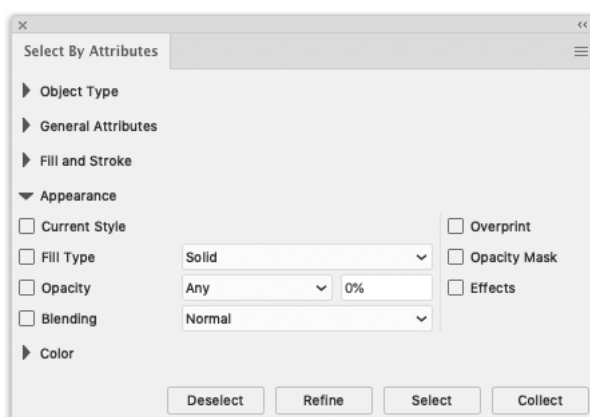 Select By Attributes
Object Type
General Attributes
Fill and Stroke
Appearance
Current Style
Overprint
Fill Type Solid
Opacity Mask
Opacity Any 0%
Effects
Blending Normal
Color
Deselect Refine Select Collect